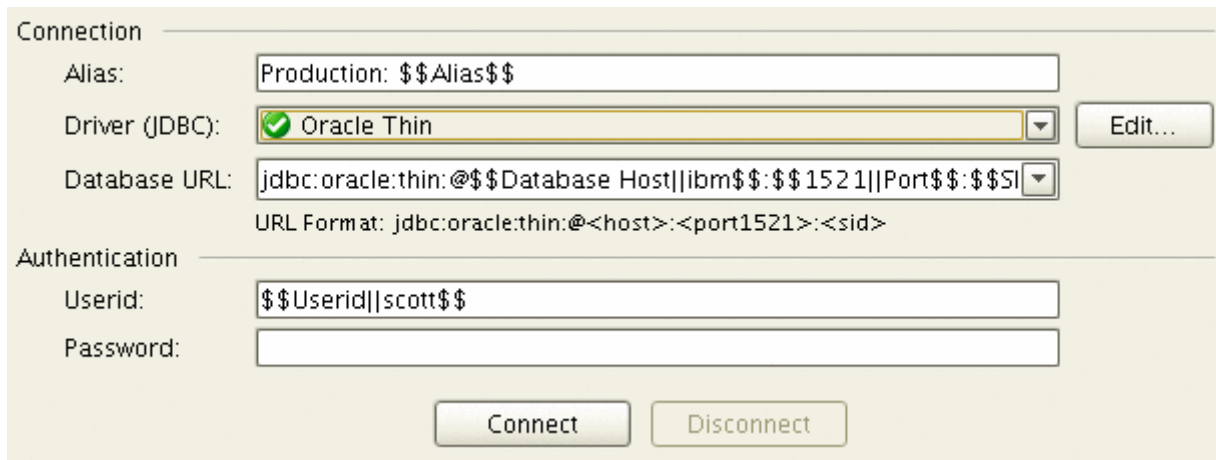 Connection
Alias: Production: $$Alias$$
Driver (JDBC): Oracle Thin Edit...
Database URL: jdbc:oracle:thin:@$$Database Host||ibm$$:$$1521||Port$$:$$SI
URL Format: jdbc:oracle:thin:@<host>:<port1521>:<sid>
Authentication
Userid: $$Userid||scott$$
Password:
Connect Disconnect